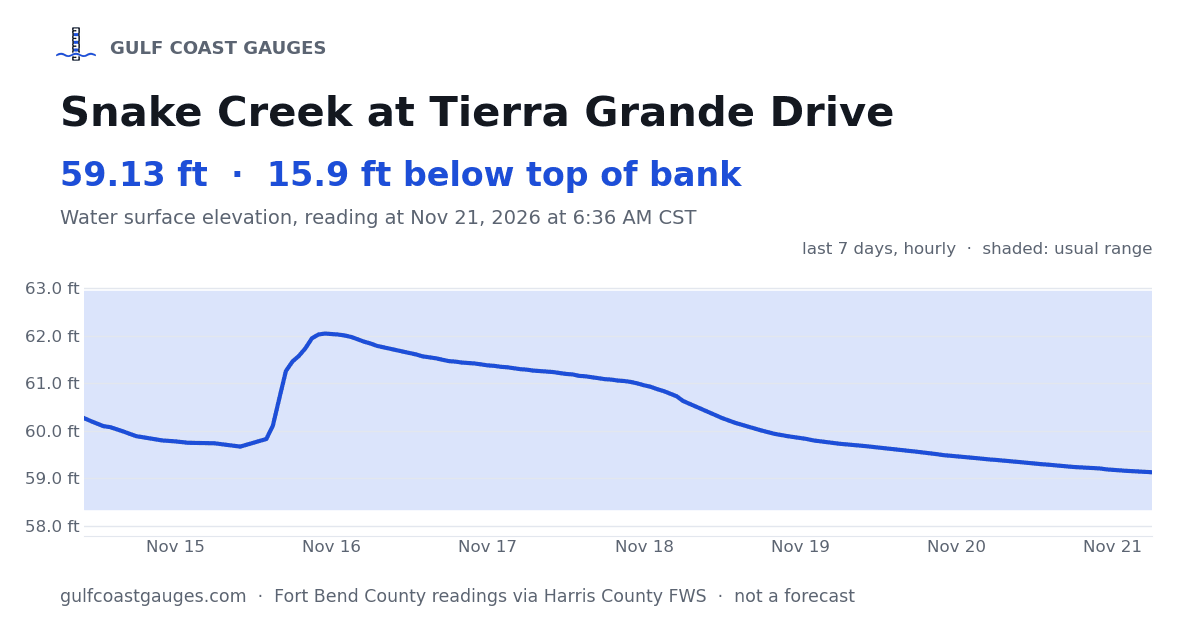 GULF COAST GAUGES
Snake Creek at Tierra Grande Drive
59.13 ft · 15.9 ft below top of bank
Water surface elevation, reading at Nov 21, 2026 at 6:36 AM CST
last 7 days, hourly · shaded: usual range
63.0 ft
62.0 ft
61.0 ft
60.0 ft
59.0 ft
58.0 ft
Nov 15 Nov 16 Nov 17 Nov 18 Nov 19 Nov 20 Nov 21
gulfcoastgauges.com · Fort Bend County readings via Harris County FWS · not a forecast